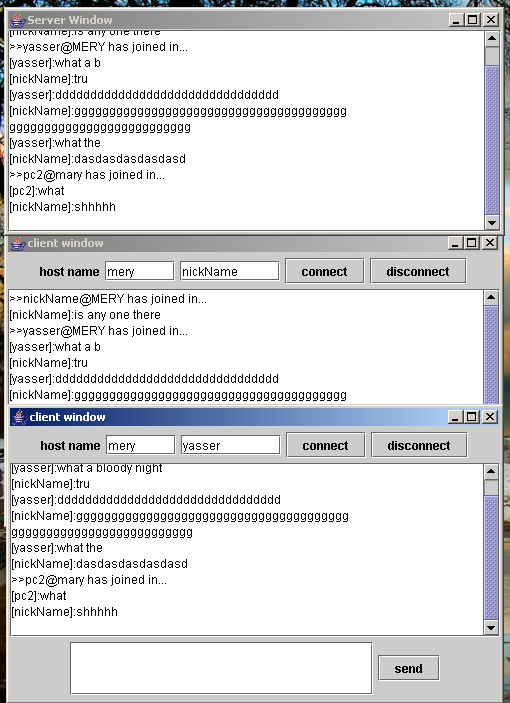 Server Window
[nickName]:is any one there
>>yasser@MERY has joined in...
[yasser]:what a b
[nickName]:tru
[yasser]:dddddddddddddddddddddddddddddddd
[nickName]:ggggggggggggggggggggggggggggggggggggggg
gggggggggggggggggggggggggg
[yasser]:what the
[nickName]:dasdasdasdasdasd
>>pc2@mary has joined in...
[pc2]:what
[nickName]:shhhhh
client window
host name mery nickName connect disconnect
>>nickName@MERY has joined in...
[nickName]:is any one there
>>yasser@MERY has joined in...
[yasser]:what a b
[nickName]:tru
[yasser]:dddddddddddddddddddddddddddddddd
[nickName]:ggggggggggggggggggggggggggggggggggggggg
client window
host name mery yasser connect disconnect
[yasser]:what a bloody night
[nickName]:tru
[yasser]:dddddddddddddddddddddddddddddddd
[nickName]:ggggggggggggggggggggggggggggggggggggggg
gggggggggggggggggggggggggg
[yasser]:what the
[nickName]:dasdasdasdasdasd
>>pc2@mary has joined in...
[pc2]:what
[nickName]:shhhhh
send